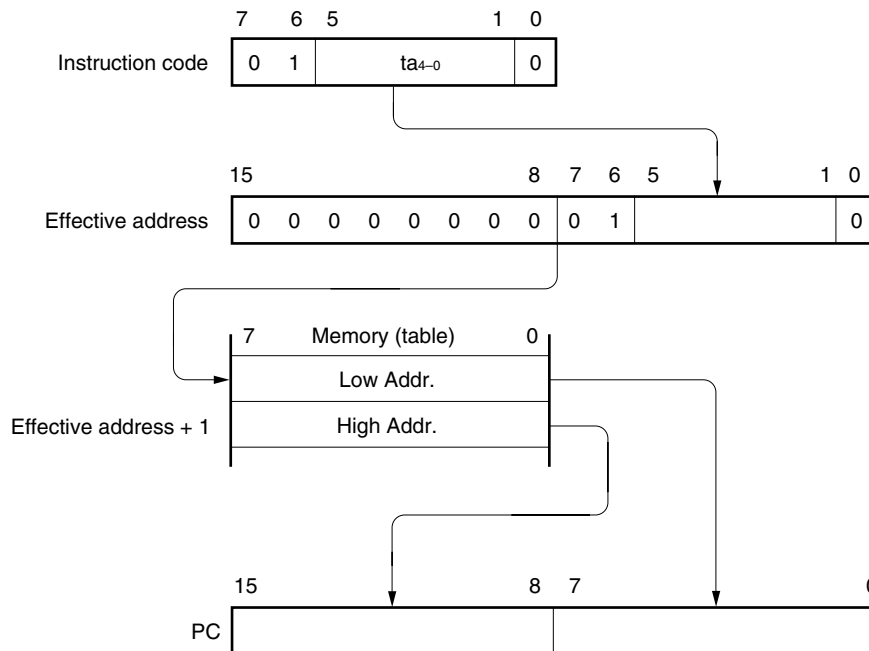 7 6 5 1 0
Instruction code 0 1 ta4–0 0
15 8 7 6 5 1 0
Effective address 0 0 0 0 0 0 0 0 0 1 0
7 Memory (table) 0
Low Addr.
Effective address + 1 High Addr.
15 8 7 0
PC